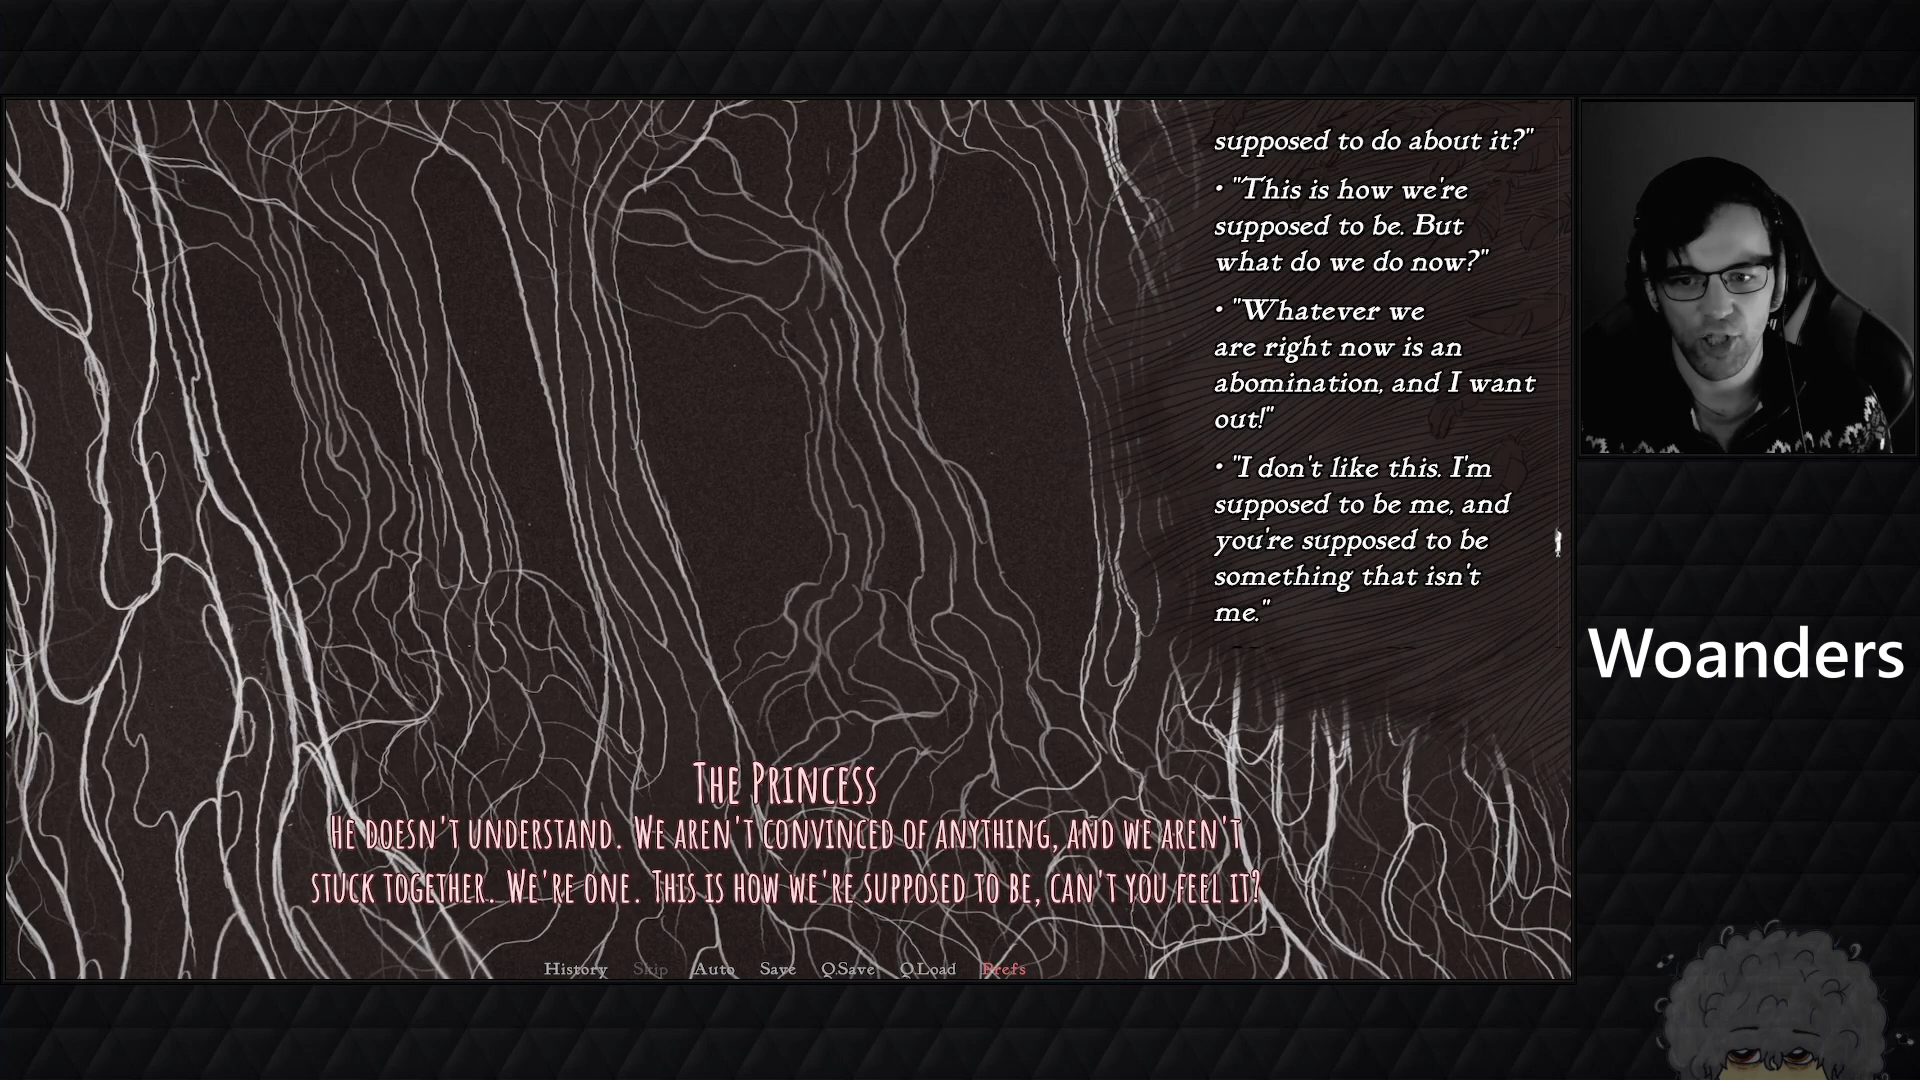 supposed to do about it?"
• "This is how we're
supposed to be. But
what do we do now?"
• "Whatever we
are right now is an
abomination, and I want
out!"
• "I don't like this. I'm
supposed to be me, and
you're supposed to be
something that isn't
me."
Woanders
The Princess
He doesn't understand. We aren't convinced of anything, and we aren't
stuck together. We're one. This is how we're supposed to be, can't you feel it?
History Skip Auto Save Q.Save Q.Load Prefs